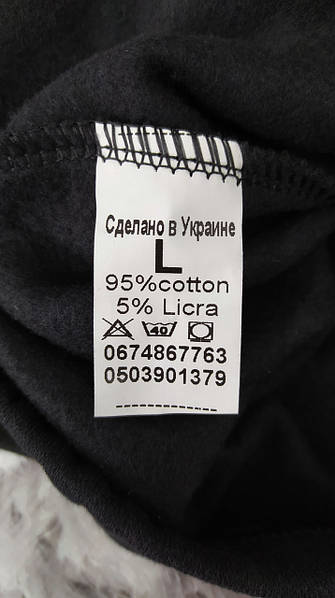 Сделано в Украине
L
95%cotton
5% Licra
40
0674867763
0503901379